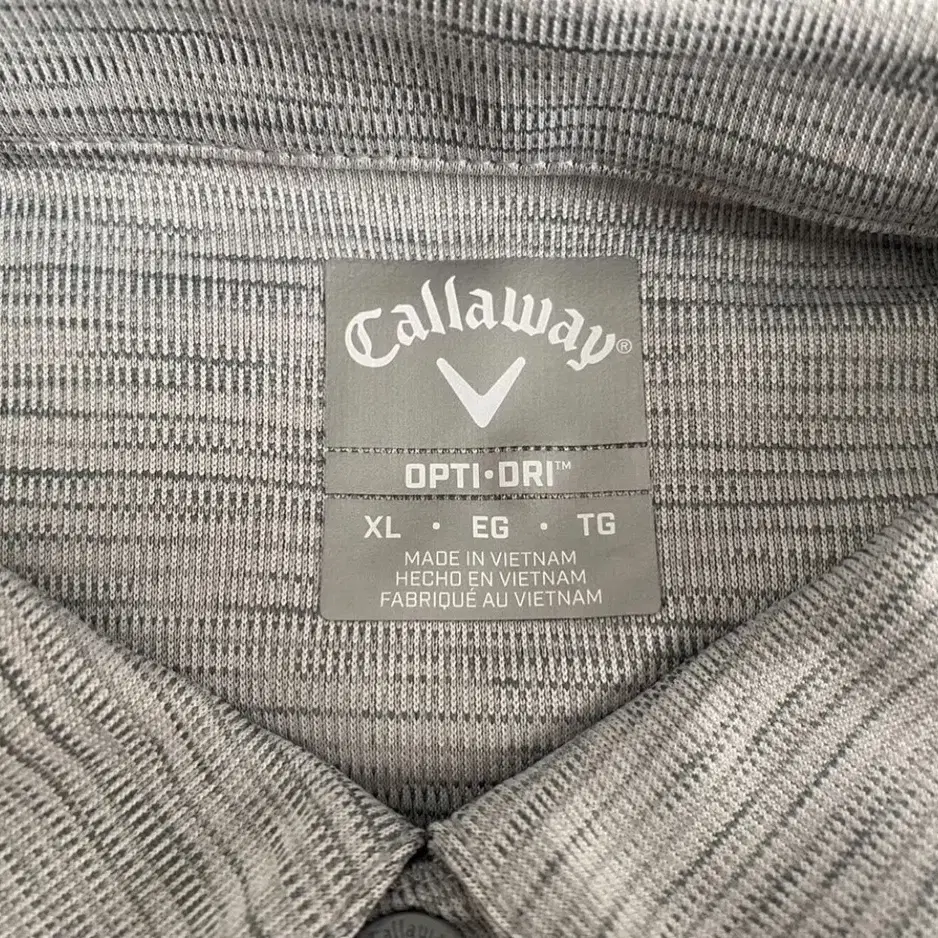 Callaway®
OPTI•DRI™
XL • EG • TG
MADE IN VIETNAM
HECHO EN VIETNAM
FABRIQUÉ AU VIETNAM